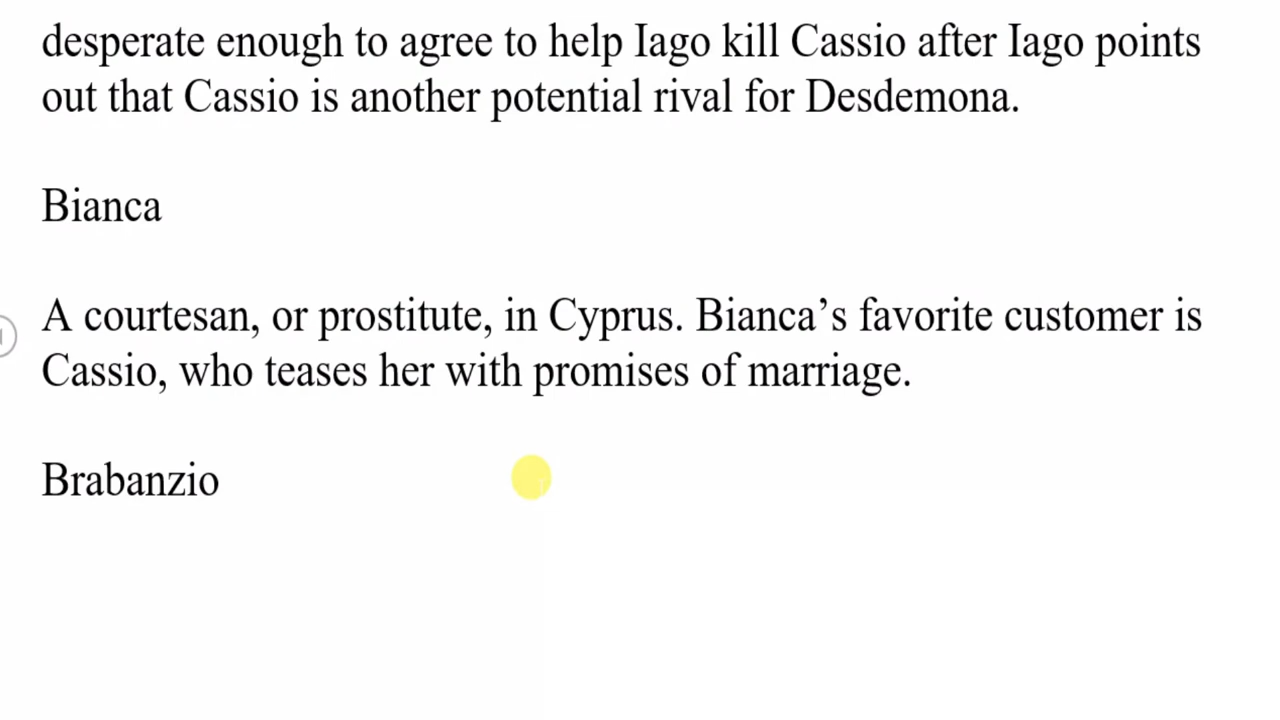 desperate enough to agree to help Iago kill Cassio after Iago points
out that Cassio is another potential rival for Desdemona.
Bianca
A courtesan, or prostitute, in Cyprus. Bianca’s favorite customer is
Cassio, who teases her with promises of marriage.
Brabanzio